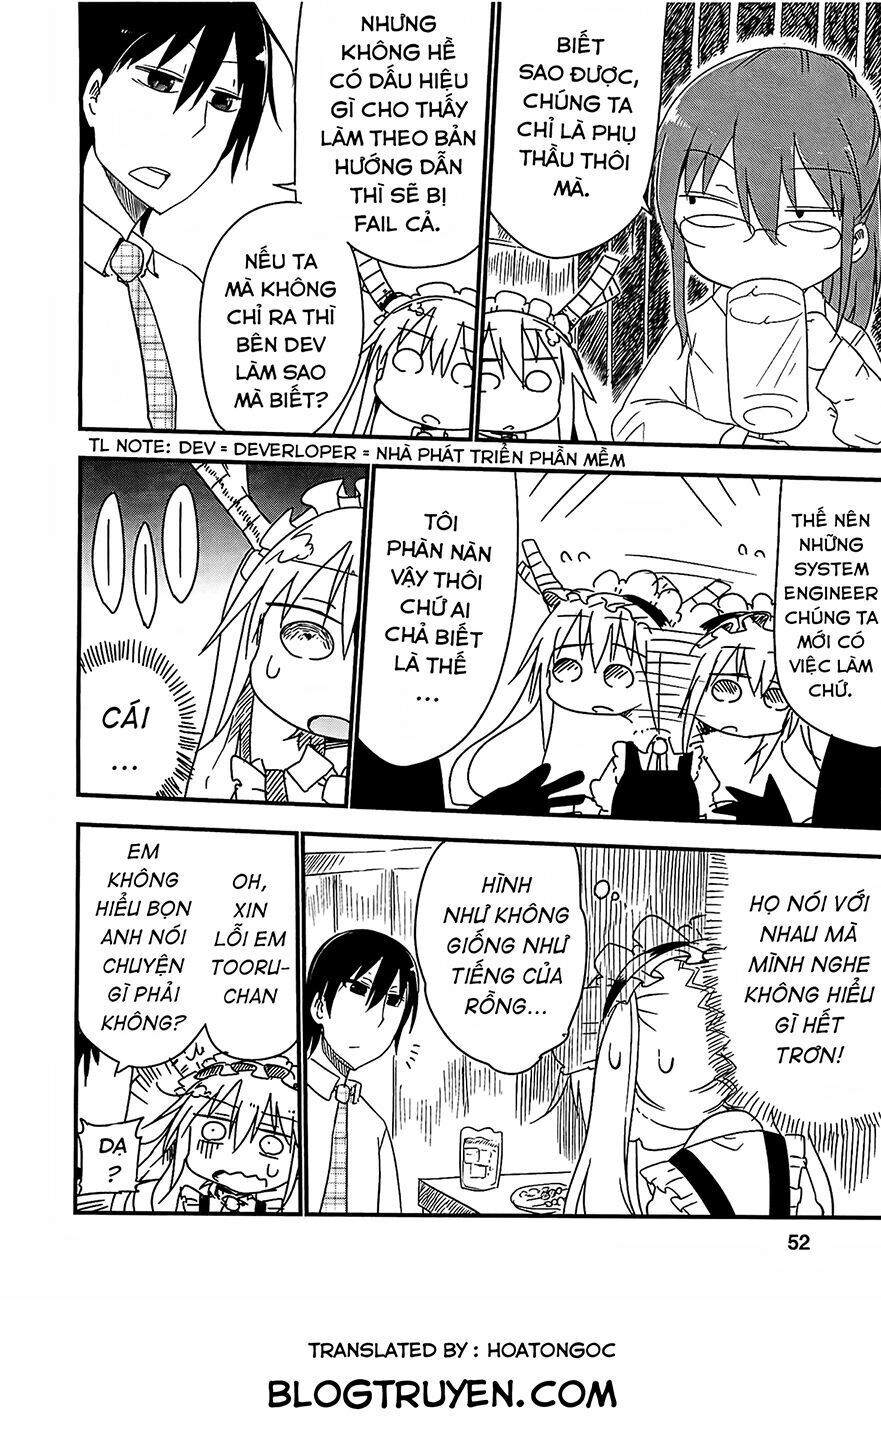 BIẾT
SAO ĐƯỢC,
CHÚNG TA
CHỈ LÀ PHỤ
THẦU THÔI
MÀ.
NHƯNG
KHÔNG HỀ
CÓ DẤU HIỆU
GÌ CHO THẤY
LÀM THEO BẢN
HƯỚNG DẪN
THÌ SẼ BỊ
FAIL CẢ.
NẾU TA
MÀ KHÔNG
CHỈ RA THÌ
BÊN DEV
LÀM SAO
MÀ BIẾT?
TL NOTE: DEV = DEVERLOPER = NHÀ PHÁT TRIỂN PHẦN MỀM
THẾ NÊN
NHỮNG
SYSTEM
ENGINEER
CHÚNG TA
MỚI CÓ
VIỆC LÀM
CHỨ.
TÔI
PHÀN NÀN
VẬY THÔI
CHỨ AI
CHẢ BIẾT
LÀ THẾ
...
CÁI
...
HỌ NÓI VỚI
NHAU MÀ
MÌNH NGHE
KHÔNG HIỂU
GÌ HẾT
TRƠN!
HÌNH
NHƯ KHÔNG
GIỐNG NHƯ
TIẾNG CỦA
RỒNG...
OH,
XIN
LỖI EM
TOORU-
CHAN
EM
KHÔNG
HIỂU BỌN
ANH NÓI
CHUYỆN
GÌ PHẢI
KHÔNG?
DẠ
?
52
TRANSLATED BY : HOATONGOC
BLOGTRUYEN.COM